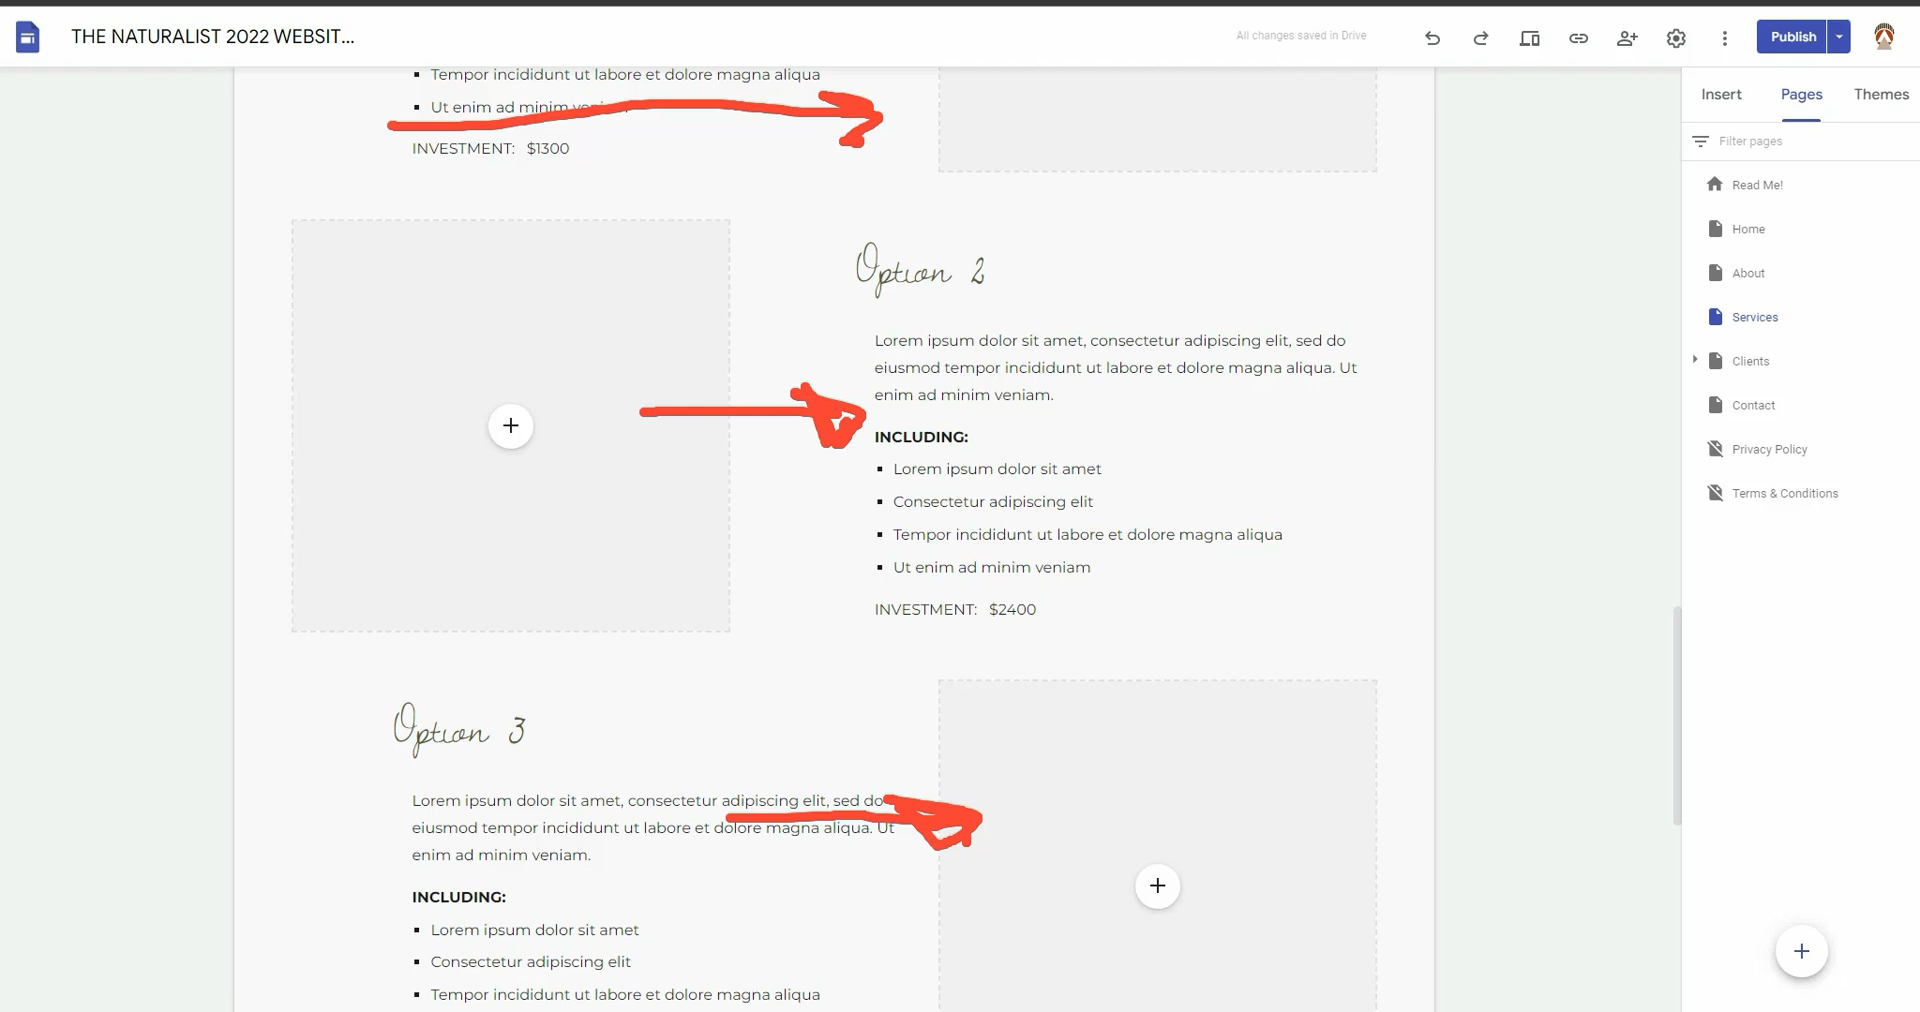 THE NATURALIST 2022 WEBSIT...
All changes saved in Drive
Publish
Insert
Pages
Themes
Filter pages
Read Me!
Home
About
Services
Clients
Contact
Privacy Policy
Terms & Conditions
Tempor incididunt ut labore et dolore magna aliqua
Ut enim ad minim
INVESTMENT: $1300
Option 2
Lorem ipsum dolor sit amet, consectetur adipiscing elit, sed do
eiusmod tempor incididunt ut labore et dolore magna aliqua. Ut
enim ad minim veniam.
INCLUDING:
Lorem ipsum dolor sit amet
Consectetur adipiscing elit
Tempor incididunt ut labore et dolore magna aliqua
Ut enim ad minim veniam
INVESTMENT: $2400
Option 3
Lorem ipsum dolor sit amet, consectetur adipiscing elit, sed do
eiusmod tempor incididunt ut labore et dolore magna aliqua. Ut
enim ad minim veniam.
INCLUDING:
Lorem ipsum dolor sit amet
Consectetur adipiscing elit
Tempor incididunt ut labore et dolore magna aliqua